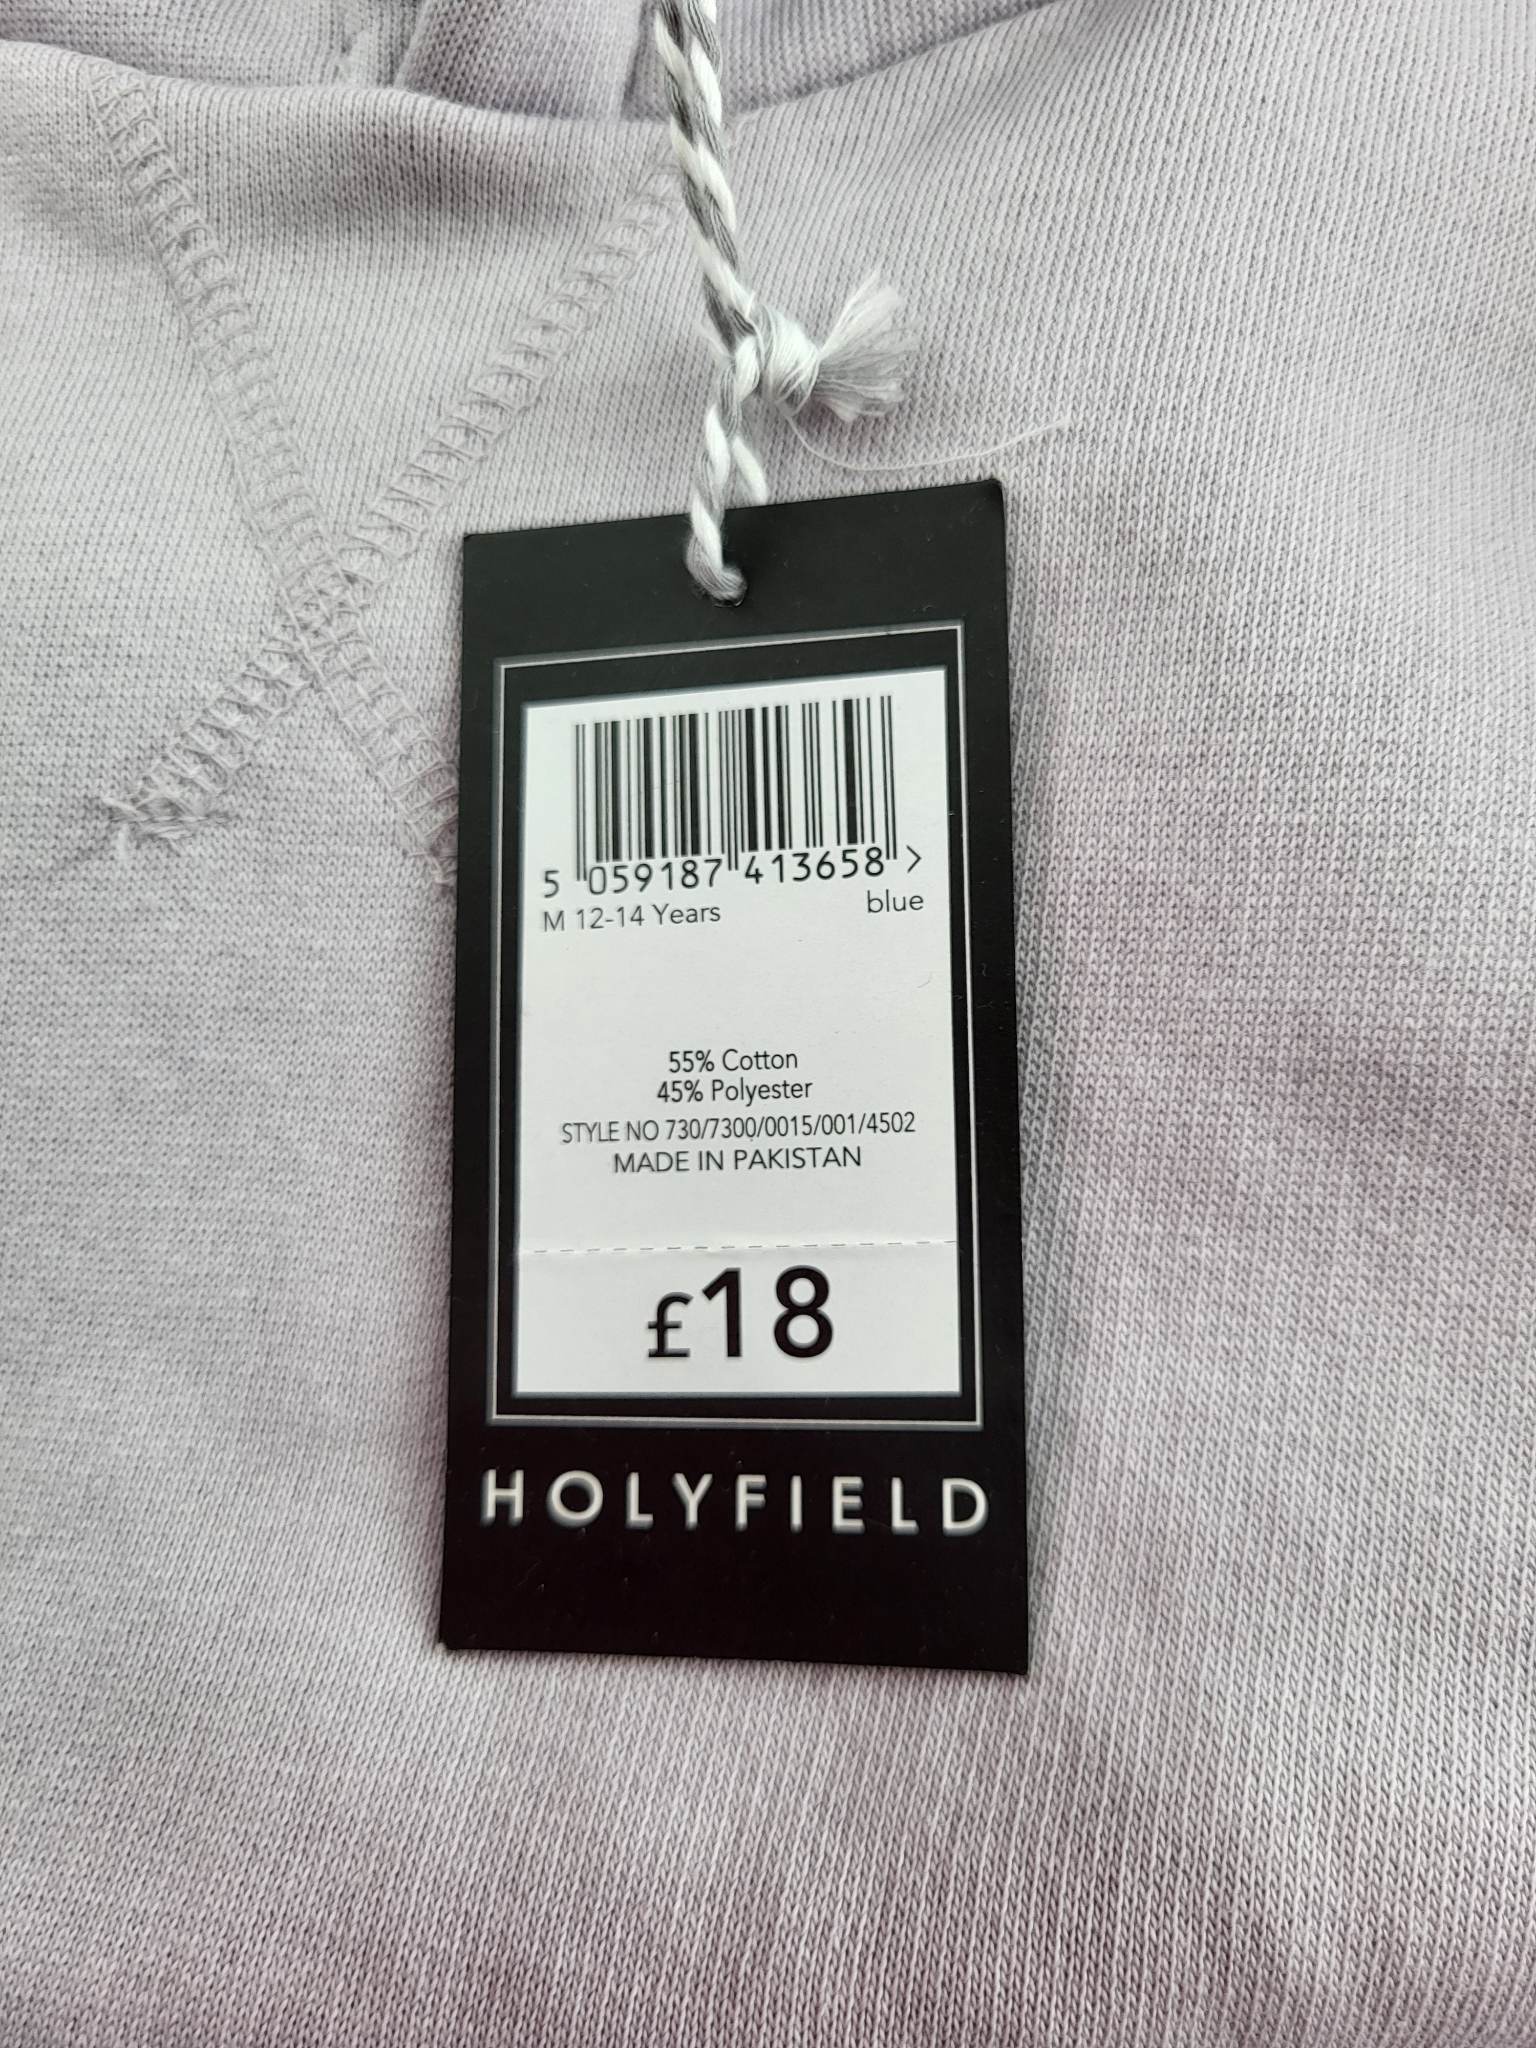 5 059187 413658 >
M 12-14 Years blue
55% Cotton
45% Polyester
STYLE NO 730/7300/0015/001/4502
MADE IN PAKISTAN
£18
HOLYFIELD